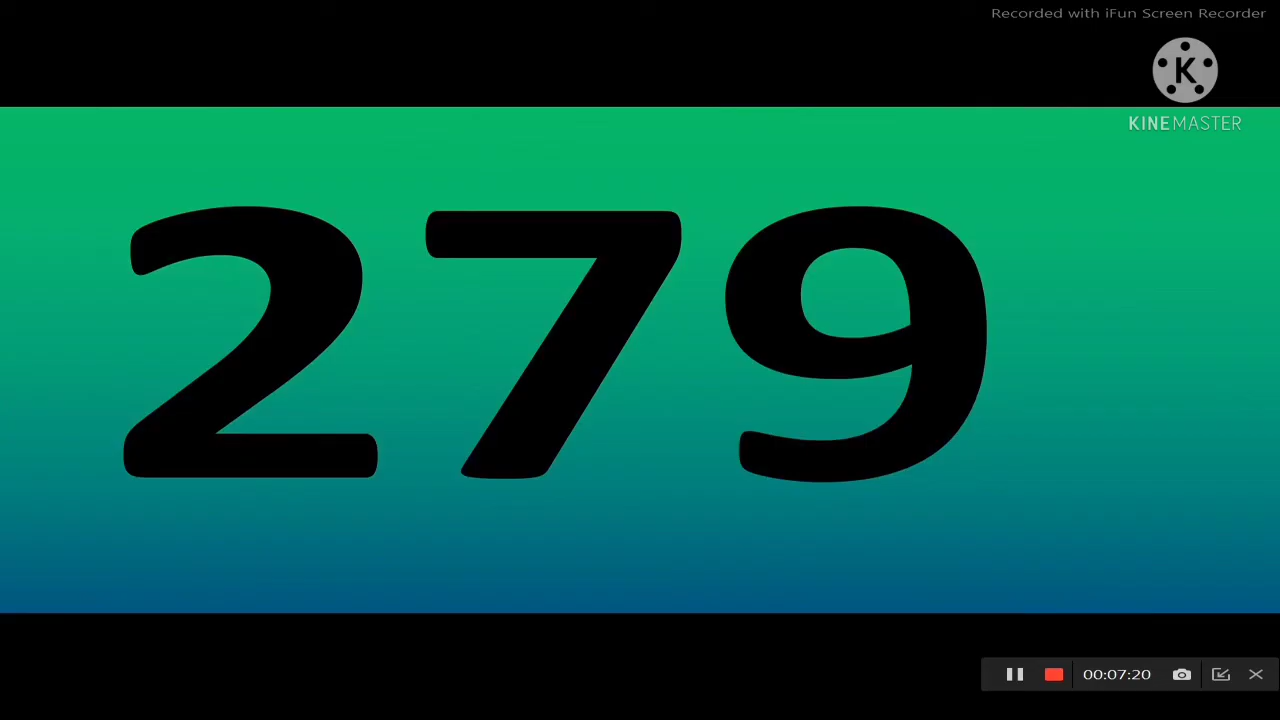 Recorded with iFun Screen Recorder
K
KINEMASTER
279
00:07:20